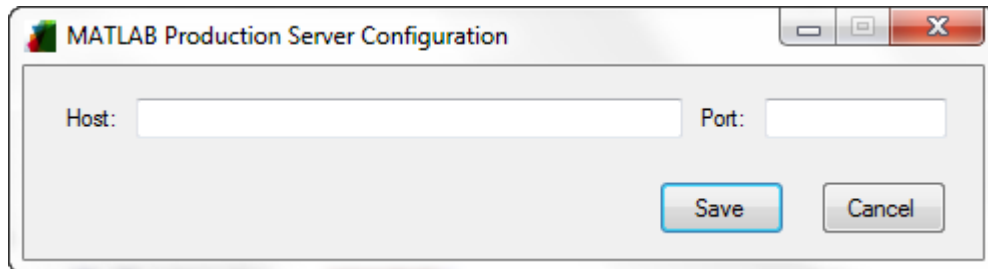 MATLAB Production Server Configuration
Host: Port:
Save Cancel